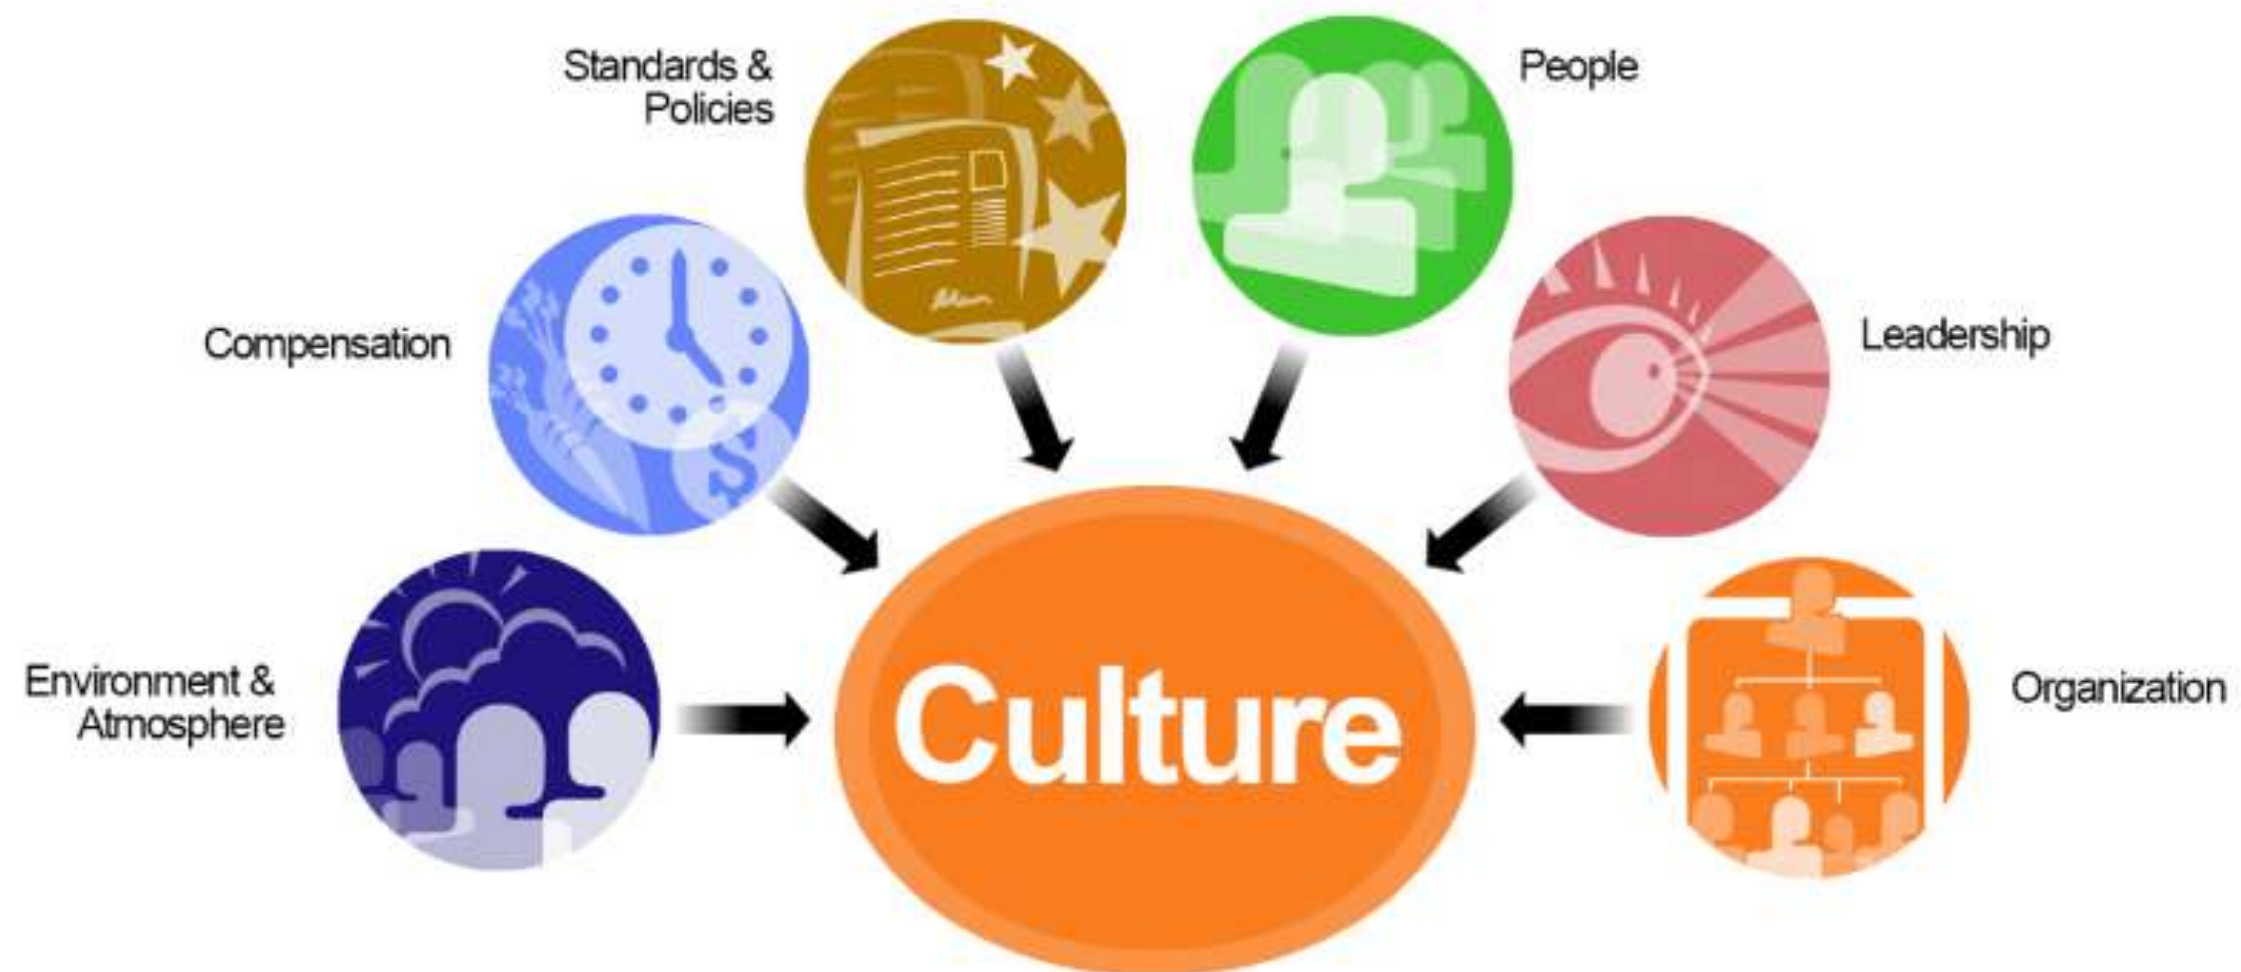 Standards &
Policies
People
Compensation
Leadership
Environment &
Atmosphere
Culture
Organization
$